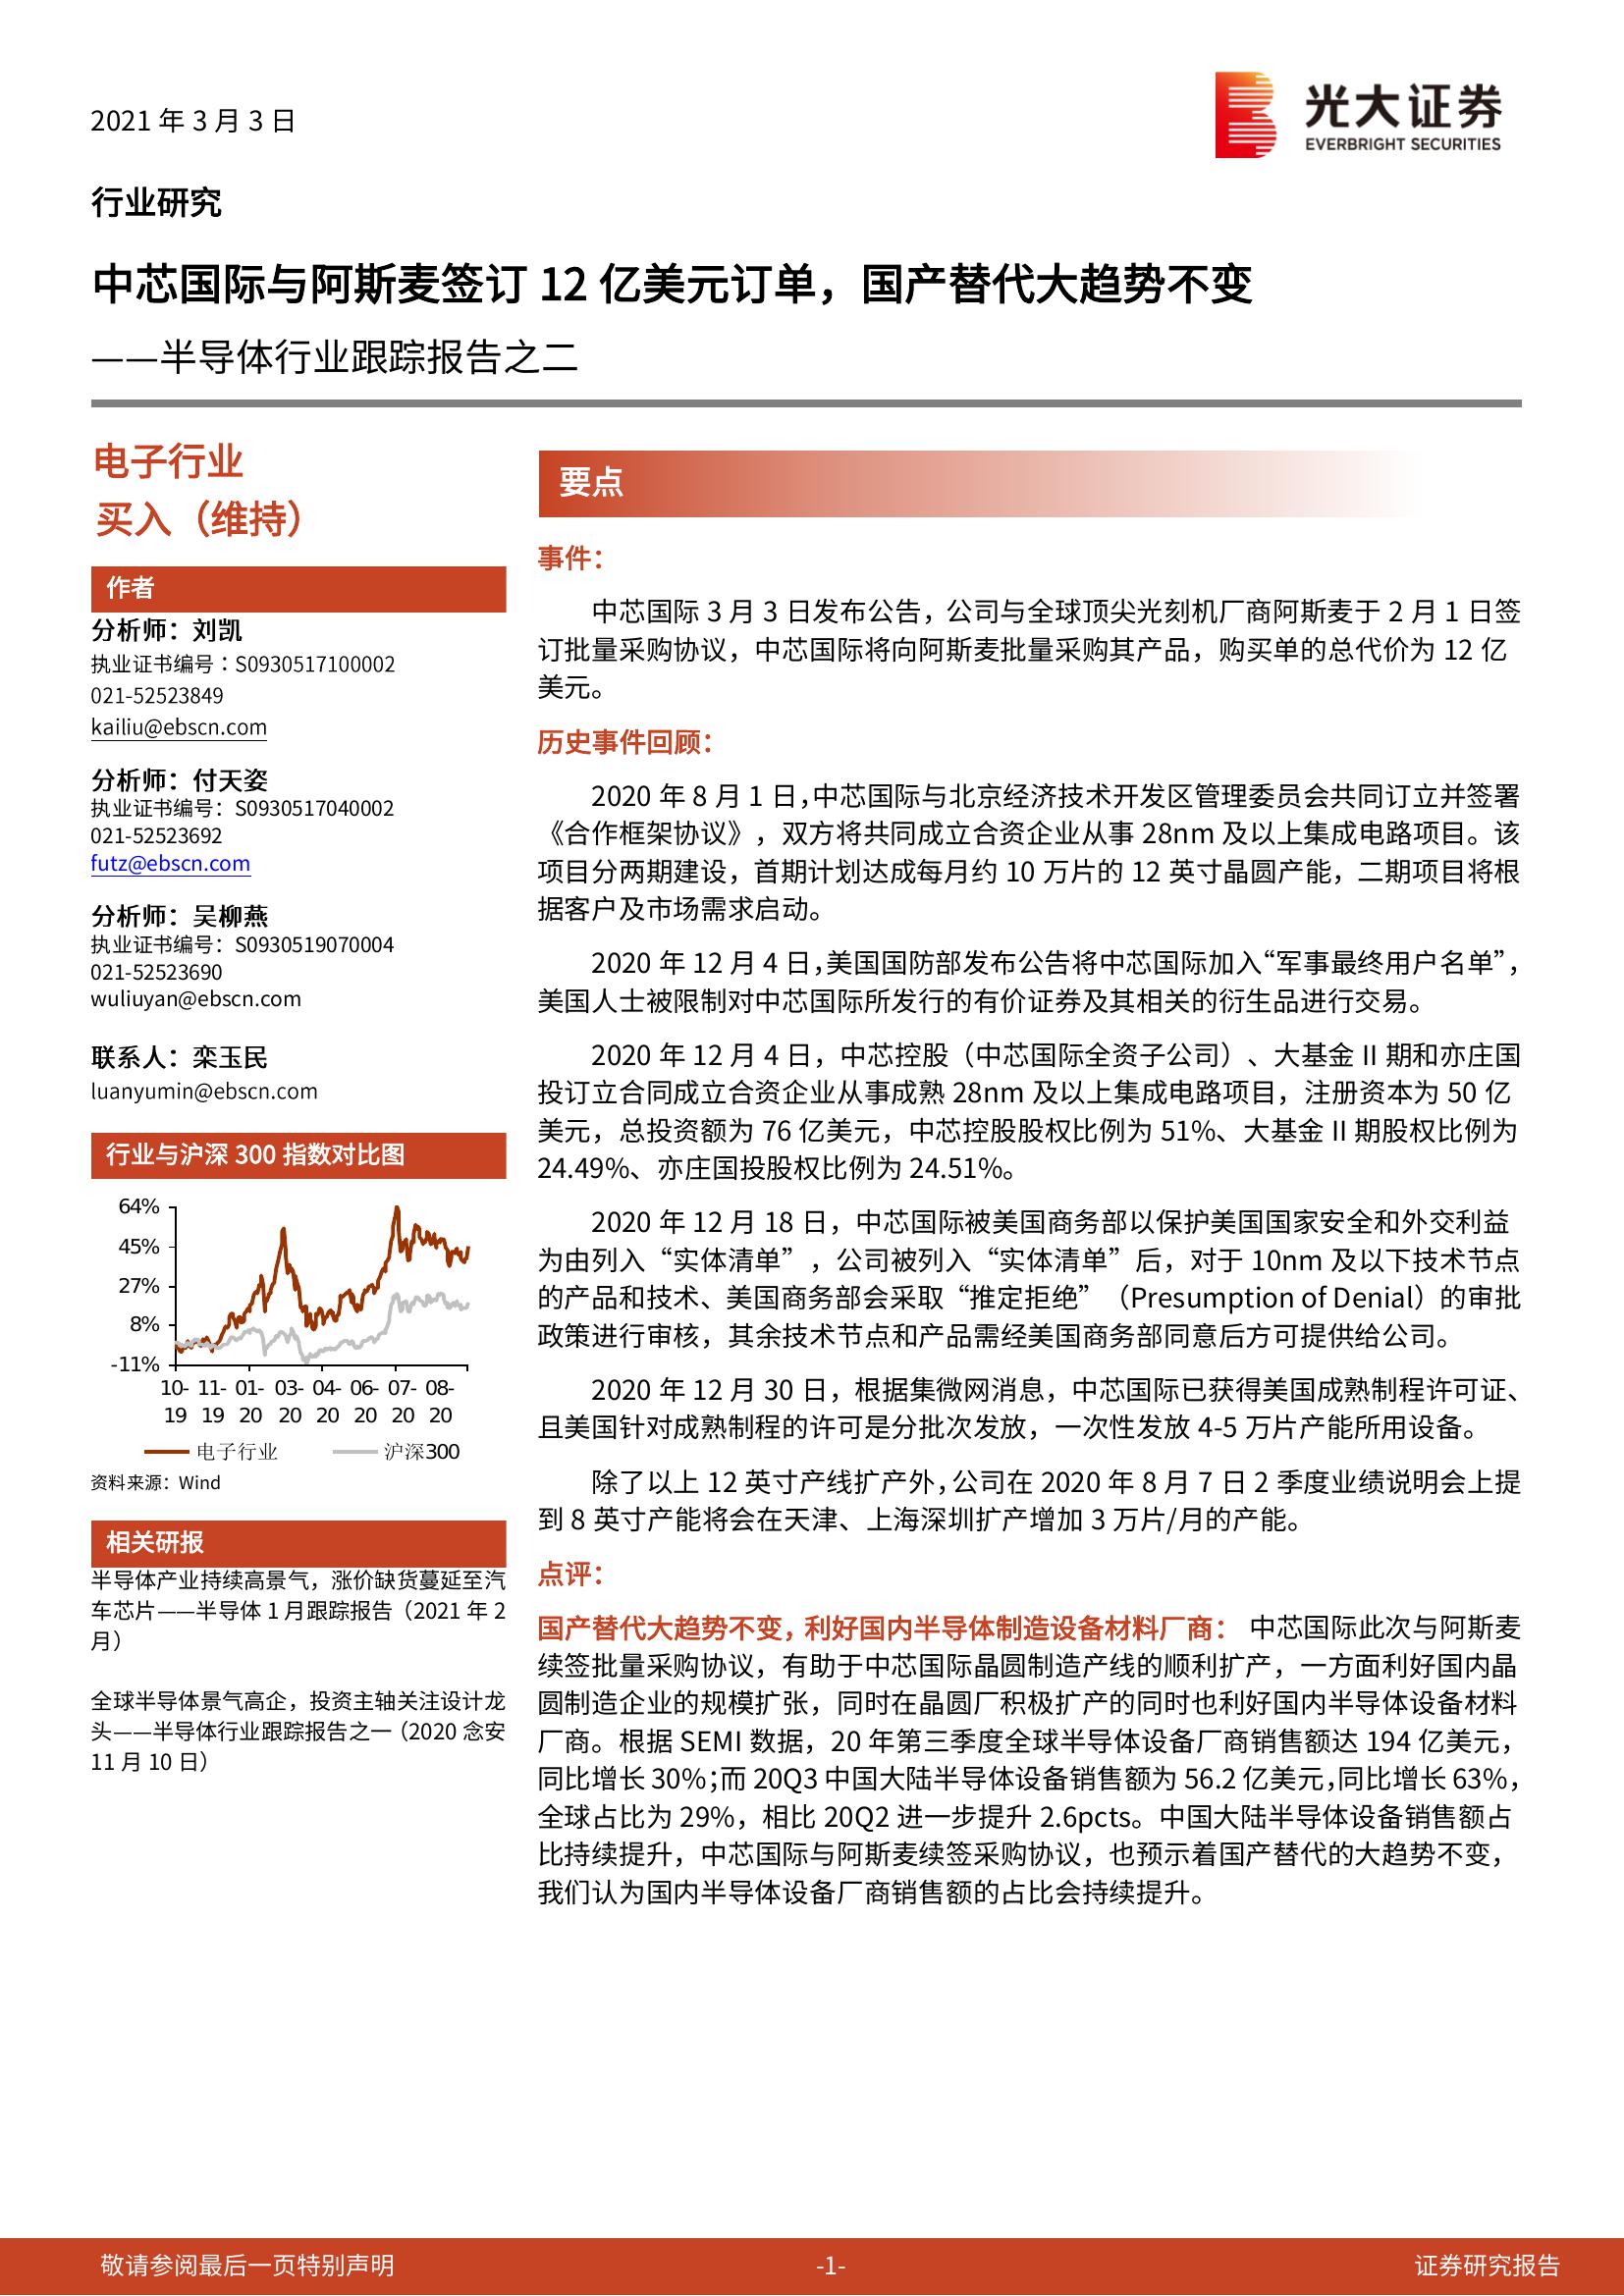 2021 年 3 月 3 日
光大证券
EVERBRIGHT SECURITIES
行业研究
中芯国际与阿斯麦签订 12 亿美元订单，国产替代大趋势不变
——半导体行业跟踪报告之二
电子行业
买入（维持）
作者
分析师：刘凯
执业证书编号：S0930517100002
021-52523849
kailiu@ebscn.com
分析师：付天姿
执业证书编号：S0930517040002
021-52523692
futz@ebscn.com
分析师：吴柳燕
执业证书编号：S0930519070004
021-52523690
wuliuyan@ebscn.com
联系人：栾玉民
luanyumin@ebscn.com
行业与沪深 300 指数对比图
64%
45%
27%
8%
-11%
10- 11- 01- 03- 04- 06- 07- 08-
19 19 20 20 20 20 20 20
电子行业 沪深300
资料来源：Wind
相关研报
半导体产业持续高景气，涨价缺货蔓延至汽
车芯片——半导体 1 月跟踪报告（2021 年 2
月）
全球半导体景气高企，投资主轴关注设计龙
头——半导体行业跟踪报告之一（2020 念安
11 月 10 日）
要点
事件：
中芯国际 3 月 3 日发布公告，公司与全球顶尖光刻机厂商阿斯麦于 2 月 1 日签
订批量采购协议，中芯国际将向阿斯麦批量采购其产品，购买单的总代价为 12 亿
美元。
历史事件回顾：
2020 年 8 月 1 日，中芯国际与北京经济技术开发区管理委员会共同订立并签署
《合作框架协议》，双方将共同成立合资企业从事 28nm 及以上集成电路项目。该
项目分两期建设，首期计划达成每月约 10 万片的 12 英寸晶圆产能，二期项目将根
据客户及市场需求启动。
2020 年 12 月 4 日，美国国防部发布公告将中芯国际加入“军事最终用户名单”，
美国人士被限制对中芯国际所发行的有价证券及其相关的衍生品进行交易。
2020 年 12 月 4 日，中芯控股（中芯国际全资子公司）、大基金 II 期和亦庄国
投订立合同成立合资企业从事成熟 28nm 及以上集成电路项目，注册资本为 50 亿
美元，总投资额为 76 亿美元，中芯控股股权比例为 51%、大基金 II 期股权比例为
24.49%、亦庄国投股权比例为 24.51%。
2020 年 12 月 18 日，中芯国际被美国商务部以保护美国国家安全和外交利益
为由列入“实体清单”，公司被列入“实体清单”后，对于 10nm 及以下技术节点
的产品和技术、美国商务部会采取“推定拒绝”（Presumption of Denial）的审批
政策进行审核，其余技术节点和产品需经美国商务部同意后方可提供给公司。
2020 年 12 月 30 日，根据集微网消息，中芯国际已获得美国成熟制程许可证、
且美国针对成熟制程的许可是分批次发放，一次性发放 4-5 万片产能所用设备。
除了以上 12 英寸产线扩产外，公司在 2020 年 8 月 7 日 2 季度业绩说明会上提
到 8 英寸产能将会在天津、上海深圳扩产增加 3 万片/月的产能。
点评：
国产替代大趋势不变，利好国内半导体制造设备材料厂商： 中芯国际此次与阿斯麦
续签批量采购协议，有助于中芯国际晶圆制造产线的顺利扩产，一方面利好国内晶
圆制造企业的规模扩张，同时在晶圆厂积极扩产的同时也利好国内半导体设备材料
厂商。根据 SEMI 数据，20 年第三季度全球半导体设备厂商销售额达 194 亿美元，
同比增长 30%；而 20Q3 中国大陆半导体设备销售额为 56.2 亿美元，同比增长 63%，
全球占比为 29%，相比 20Q2 进一步提升 2.6pcts。中国大陆半导体设备销售额占
比持续提升，中芯国际与阿斯麦续签采购协议，也预示着国产替代的大趋势不变，
我们认为国内半导体设备厂商销售额的占比会持续提升。
敬请参阅最后一页特别声明 -1- 证券研究报告